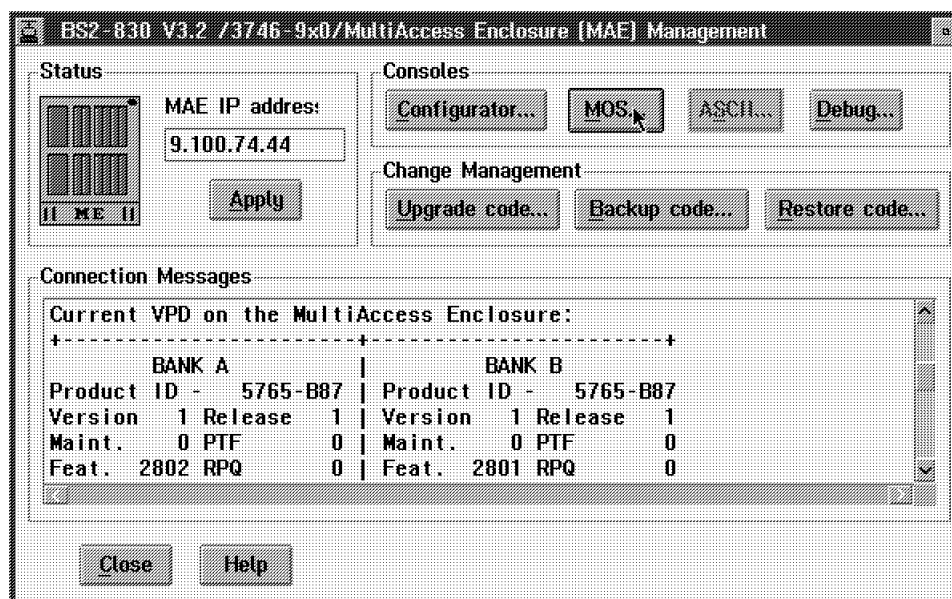 BS2-830 V3.2 /3746-9x0/MultiAccess Enclosure (MAE) Management
Status
MAE IP address
9.100.74.44
Apply
|| ME ||
Consoles
Configurator... MOS... ASCII... Debug...
Change Management
Upgrade code... Backup code... Restore code...
Connection Messages
Current VPD on the MultiAccess Enclosure:
+------------------------+------------------------+
BANK A | BANK B
Product ID - 5765-B87 | Product ID - 5765-B87
Version 1 Release 1 | Version 1 Release 1
Maint. 0 PTF 0 | Maint. 0 PTF 0
Feat. 2802 RPQ 0 | Feat. 2801 RPQ 0
Close Help